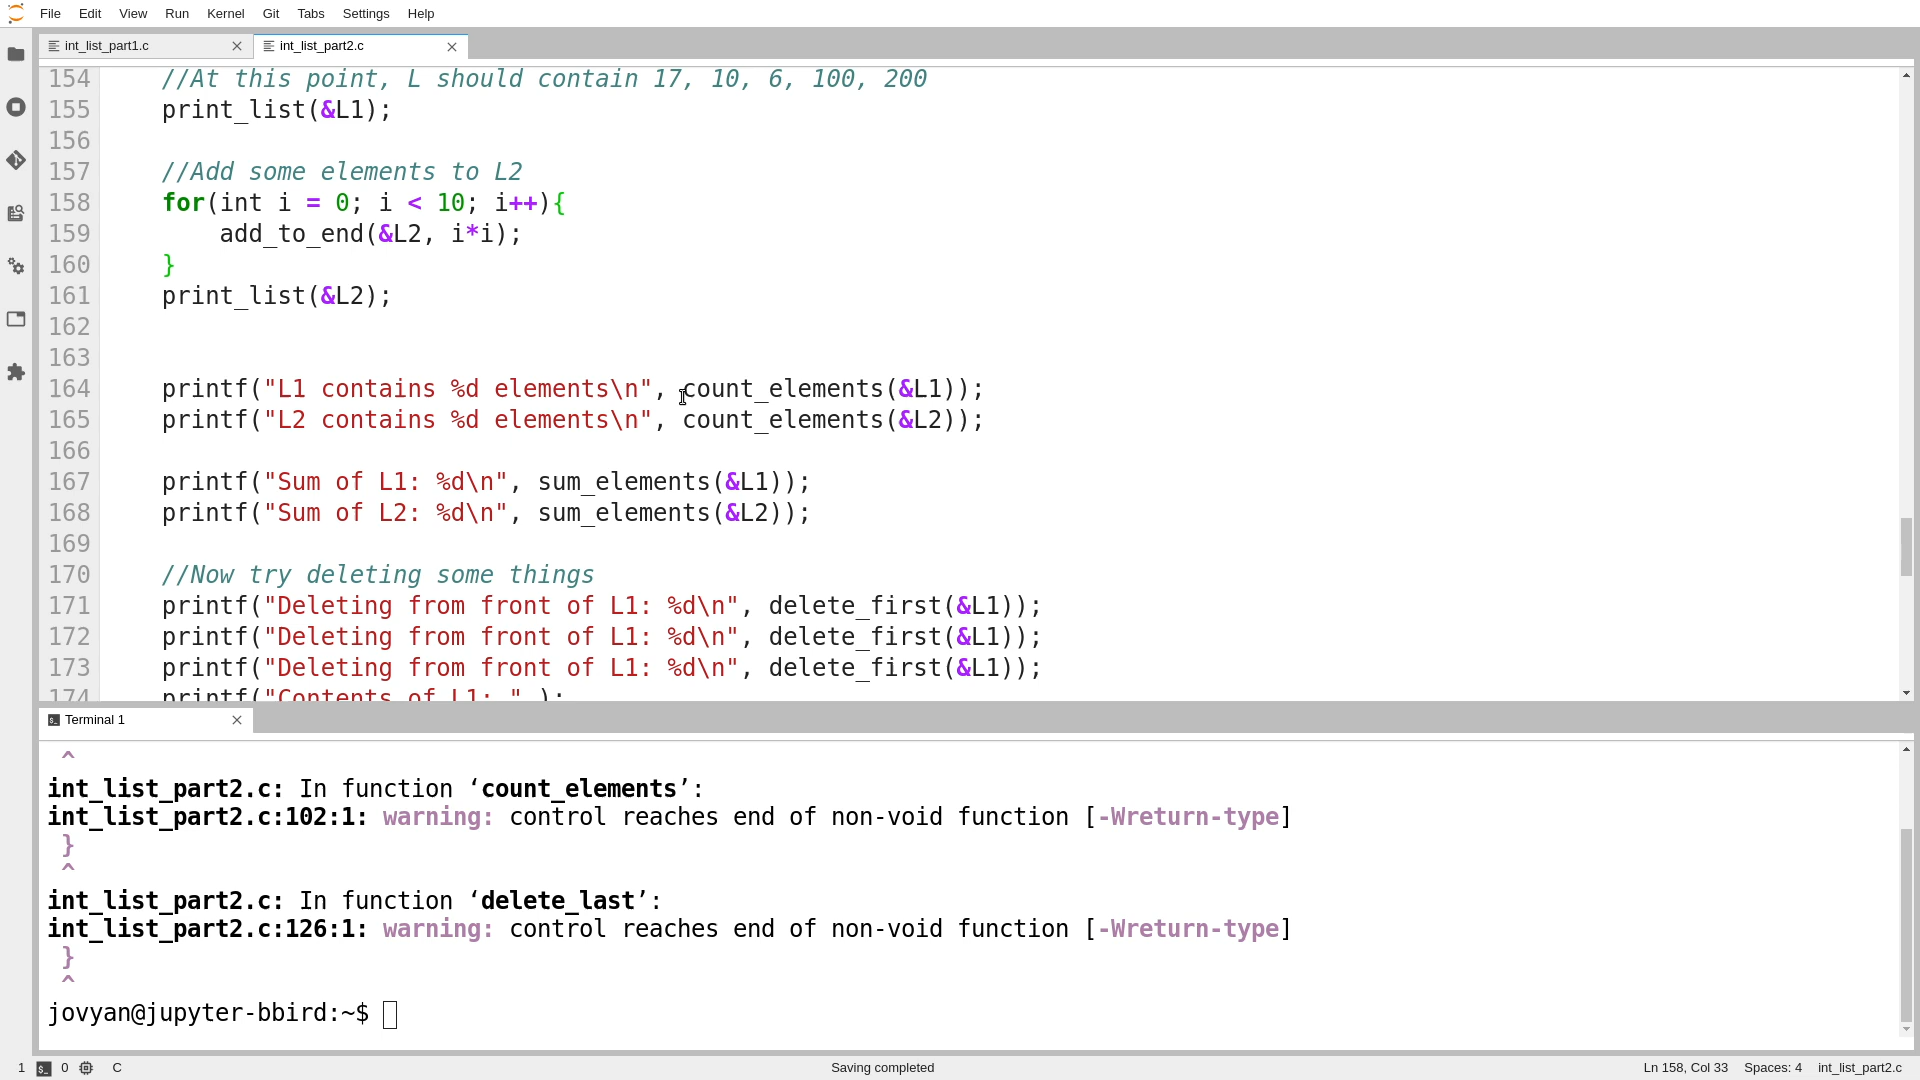 File Edit View Run Kernel Git Tabs Settings Help
int_list_part1.c int_list_part2.c
154 //At this point, L should contain 17, 10, 6, 100, 200
155 print_list(&L1);
156
157 //Add some elements to L2
158 for(int i = 0; i < 10; i++){
159 add_to_end(&L2, i*i);
160 }
161 print_list(&L2);
162
163
164 printf("L1 contains %d elements\n", count_elements(&L1));
165 printf("L2 contains %d elements\n", count_elements(&L2));
166
167 printf("Sum of L1: %d\n", sum_elements(&L1));
168 printf("Sum of L2: %d\n", sum_elements(&L2));
169
170 //Now try deleting some things
171 printf("Deleting from front of L1: %d\n", delete_first(&L1));
172 printf("Deleting from front of L1: %d\n", delete_first(&L1));
173 printf("Deleting from front of L1: %d\n", delete_first(&L1));
174 printf("Contents of L1: " );
Terminal 1
^
int_list_part2.c: In function ‘count_elements’:
int_list_part2.c:102:1: warning: control reaches end of non-void function [-Wreturn-type]
}
^
int_list_part2.c: In function ‘delete_last’:
int_list_part2.c:126:1: warning: control reaches end of non-void function [-Wreturn-type]
}
^
jovyan@jupyter-bbird:~$
1 0 C Saving completed Ln 158, Col 33 Spaces: 4 int_list_part2.c